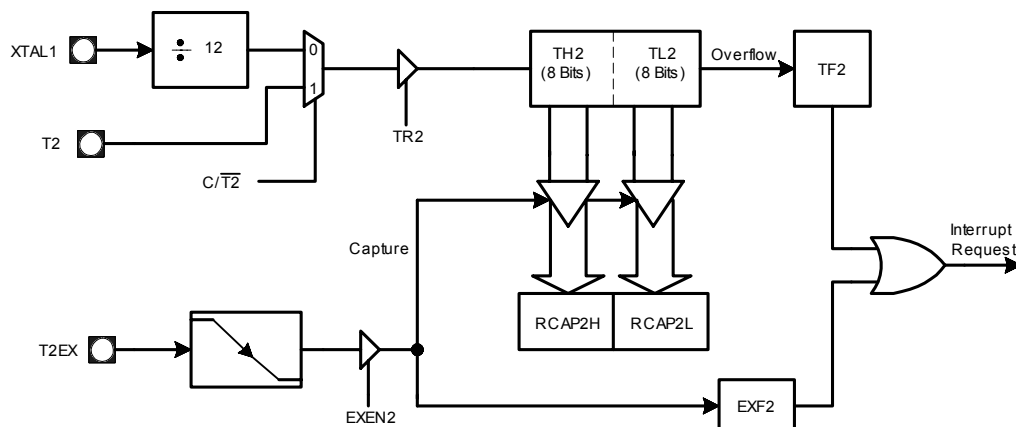 XTAL1
÷ 12
0
1
T2
C/T̅2̅
TR2
TH2
(8 Bits)
TL2
(8 Bits)
Overflow
TF2
Capture
Interrupt
Request
RCAP2H
RCAP2L
T2EX
EXEN2
EXF2